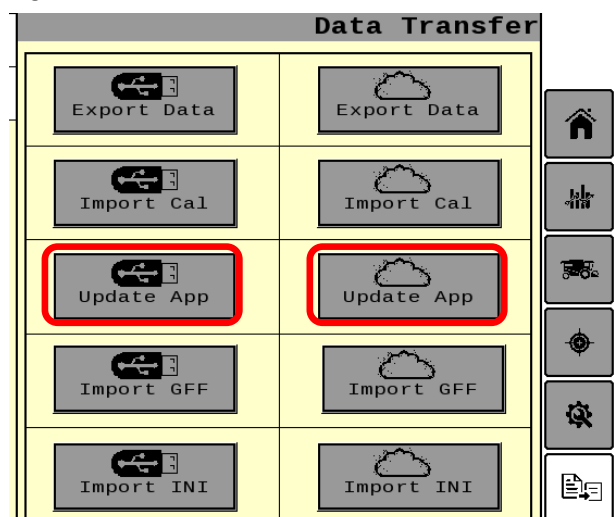 Data Transfer
Export Data
Export Data
Import Cal
Import Cal
Update App
Update App
Import GFF
Import GFF
Import INI
Import INI